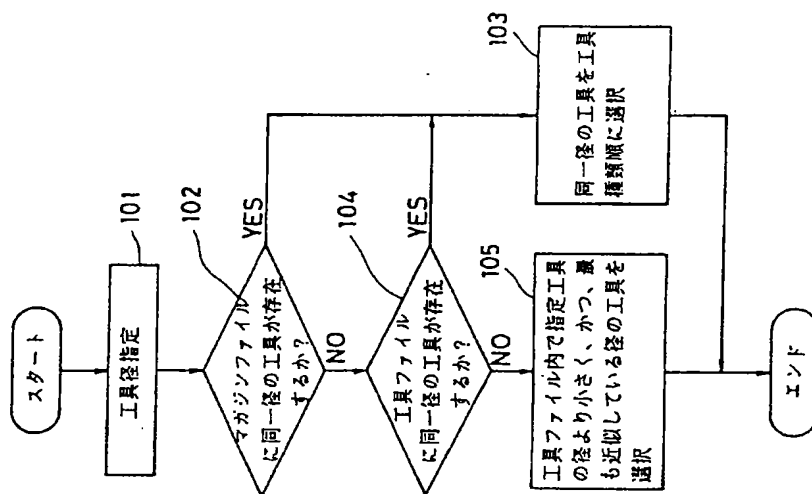 スタート
101
工具径指定
102
マガジンファイル
に同一径の工具が存在
するか?
YES
NO
104
工具ファイル
に同一径の工具が存在
するか?
YES
NO
103
同一径の工具を工具
種類順に選択
105
工具ファイル内で指定工具
の径より小さく、かつ、最
も近似している径の工具を
選択
エンド